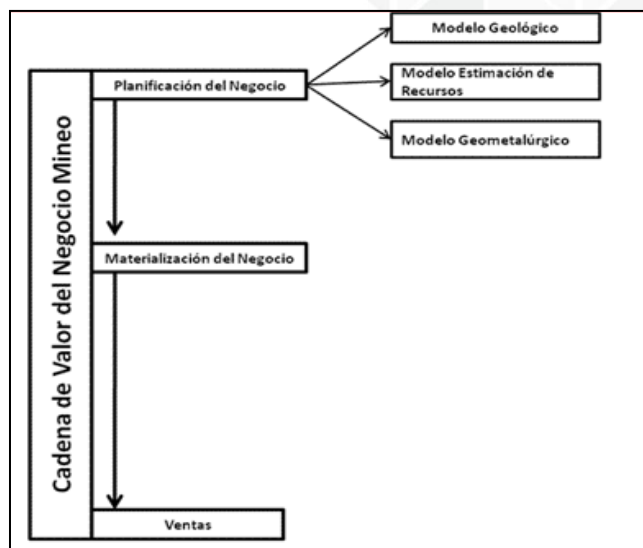 Modelo Geológico
Planificación del Negocio
Modelo Estimación de
Recursos
Modelo Geometalúrgico
Cadena de Valor del Negocio Mineo
Materialización del Negocio
Ventas